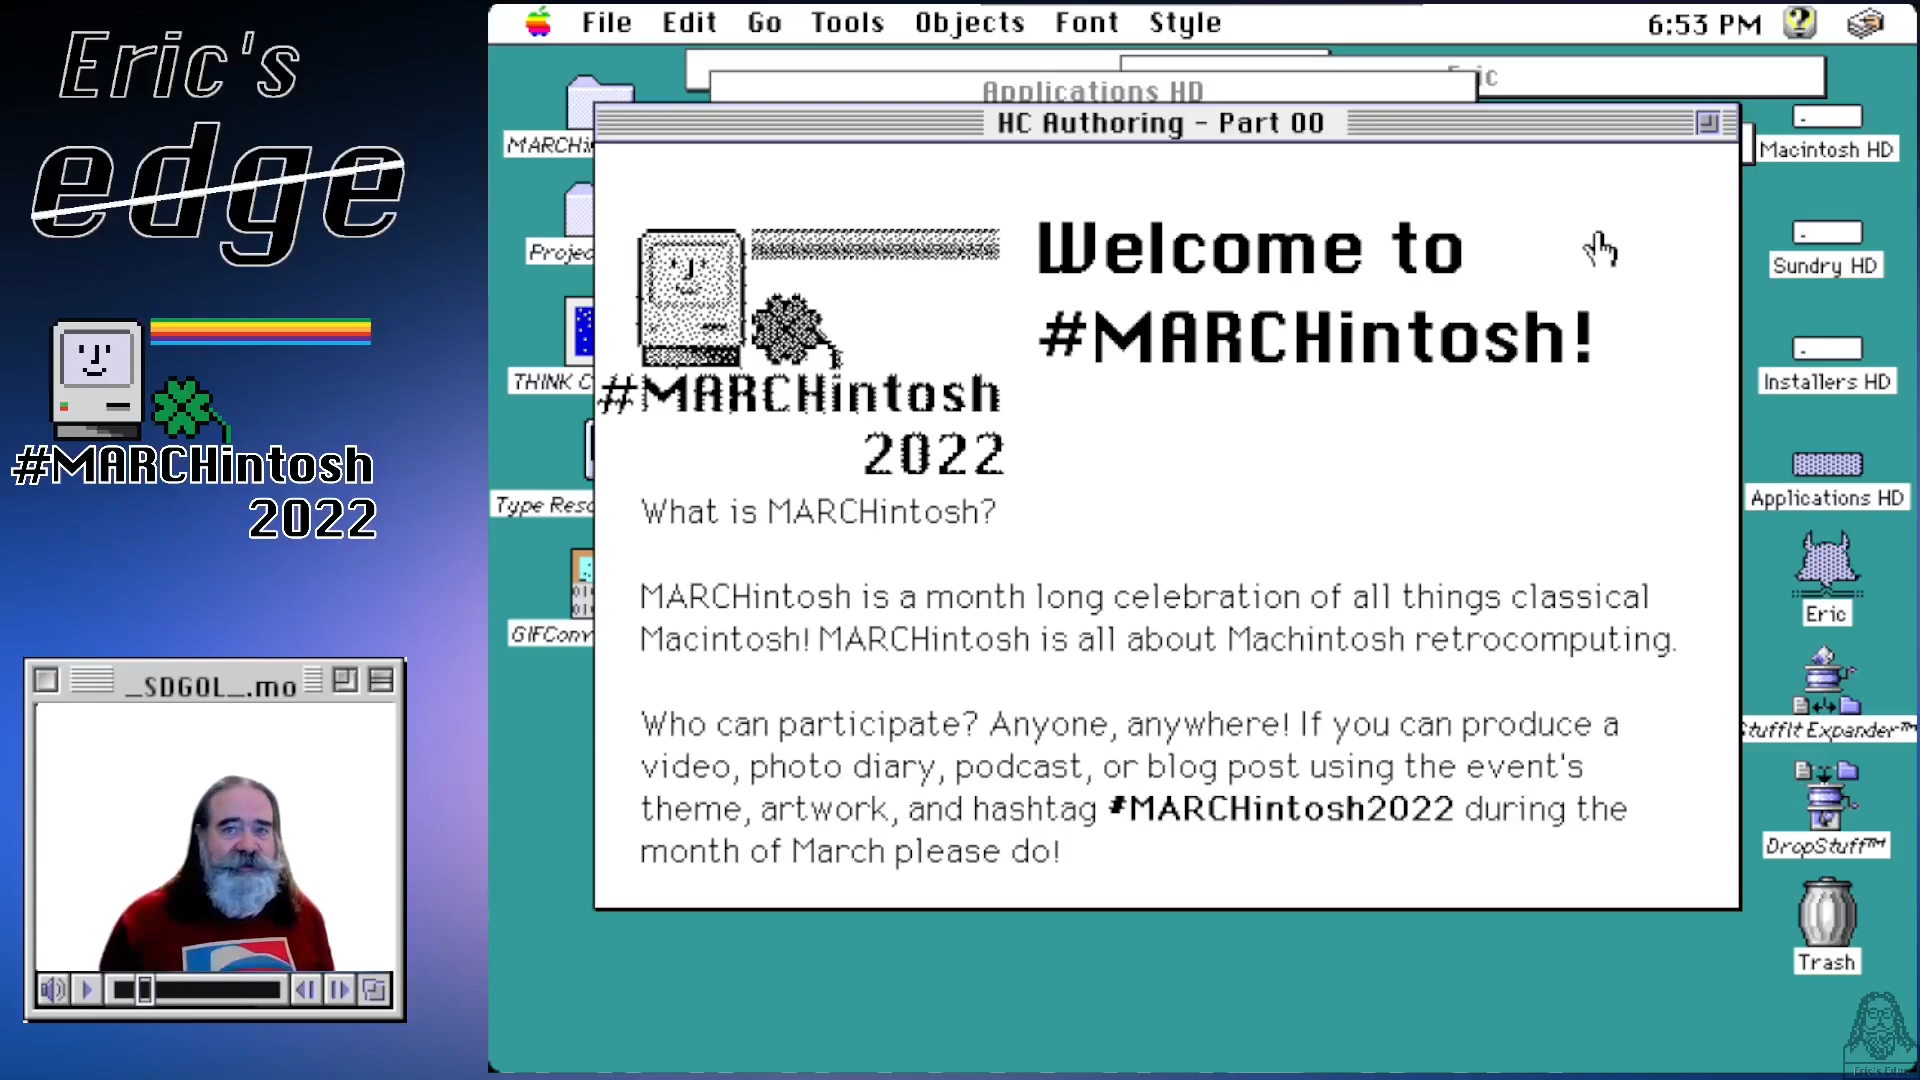 Eric's
edge
#MARCHintosh
2022
_SDGOL_.mo
File Edit Go Tools Objects Font Style
6:53 PM
Applications HD
HC Authoring - Part 00
Welcome to
#MARCHintosh!
#MARCHintosh
2022
What is MARCHintosh?
MARCHintosh is a month long celebration of all things classical
Macintosh! MARCHintosh is all about Machintosh retrocomputing.
Who can participate? Anyone, anywhere! If you can produce a
video, photo diary, podcast, or blog post using the event's
theme, artwork, and hashtag #MARCHintosh2022 during the
month of March please do!
MARCHi
Projec
THINK C
Type Reso
GIFConv
Macintosh HD
Sundry HD
Installers HD
Applications HD
Eric
StuffIt Expander™
DropStuff™
Trash
Eric's Edge